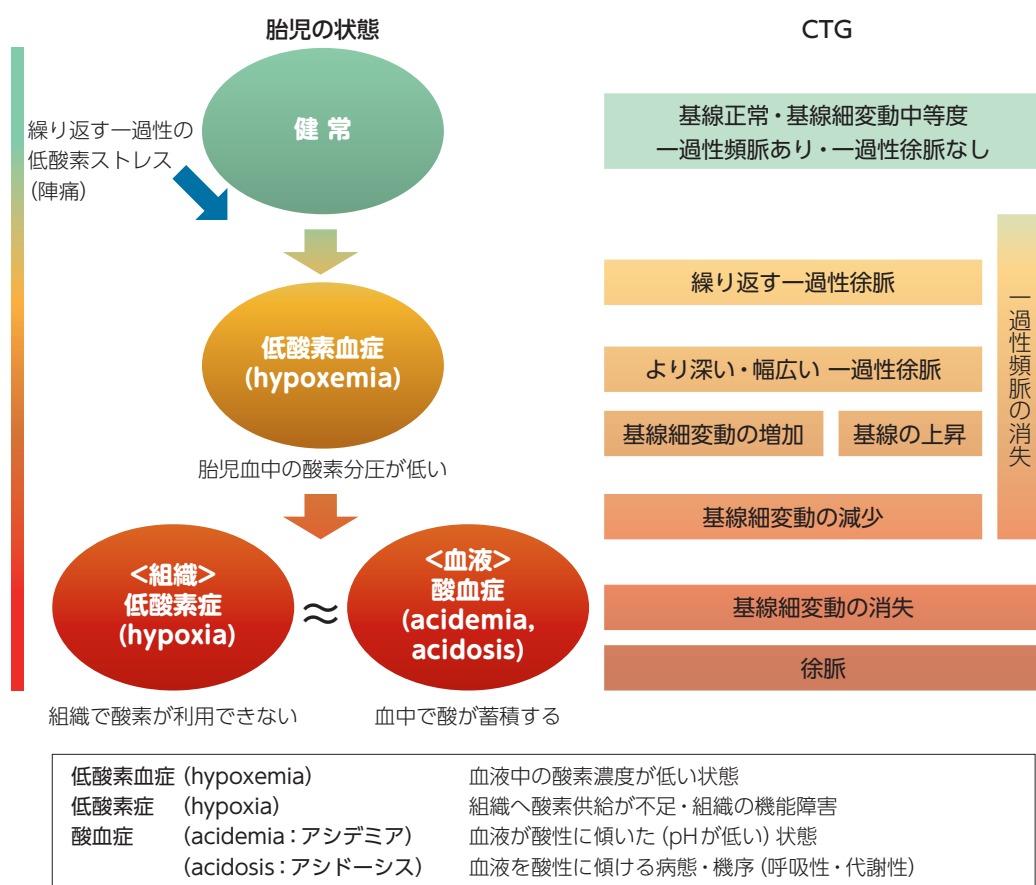 胎児の状態
CTG
繰り返す一過性の
低酸素ストレス
(陣痛)
健常
基線正常・基線細変動中等度
一過性頻脈あり・一過性徐脈なし
低酸素血症
(hypoxemia)
胎児血中の酸素分圧が低い
繰り返す一過性徐脈
より深い・幅広い 一過性徐脈
基線細変動の増加
基線の上昇
基線細変動の減少
一過性頻脈の消失
<組織>
低酸素症
(hypoxia)
≈
<血液>
酸血症
(acidemia,
acidosis)
基線細変動の消失
徐脈
組織で酸素が利用できない
血中で酸が蓄積する
低酸素血症 (hypoxemia) 血液中の酸素濃度が低い状態
低酸素症 (hypoxia) 組織へ酸素供給が不足・組織の機能障害
酸血症 (acidemia:アシデミア) 血液が酸性に傾いた (pHが低い) 状態
(acidosis:アシドーシス) 血液を酸性に傾ける病態・機序 (呼吸性・代謝性)